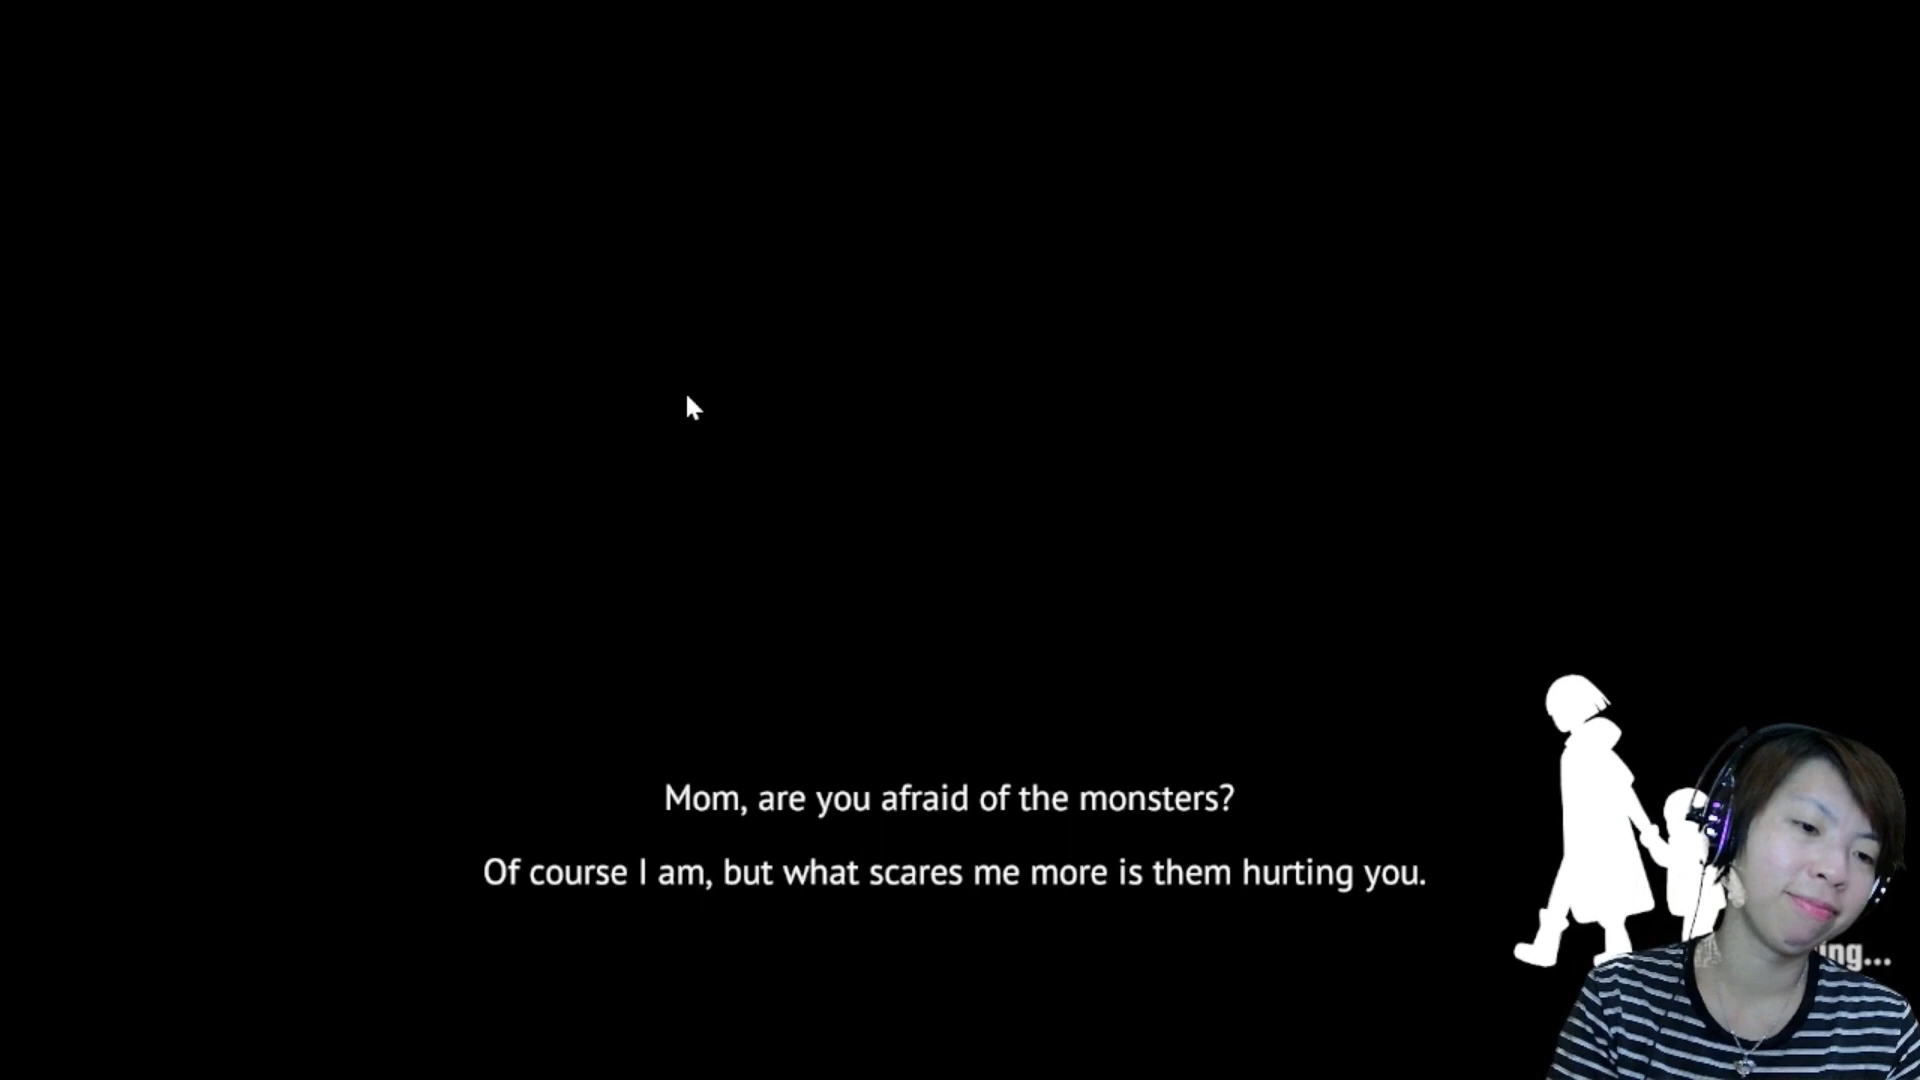 Mom, are you afraid of the monsters?
Of course I am, but what scares me more is them hurting you.